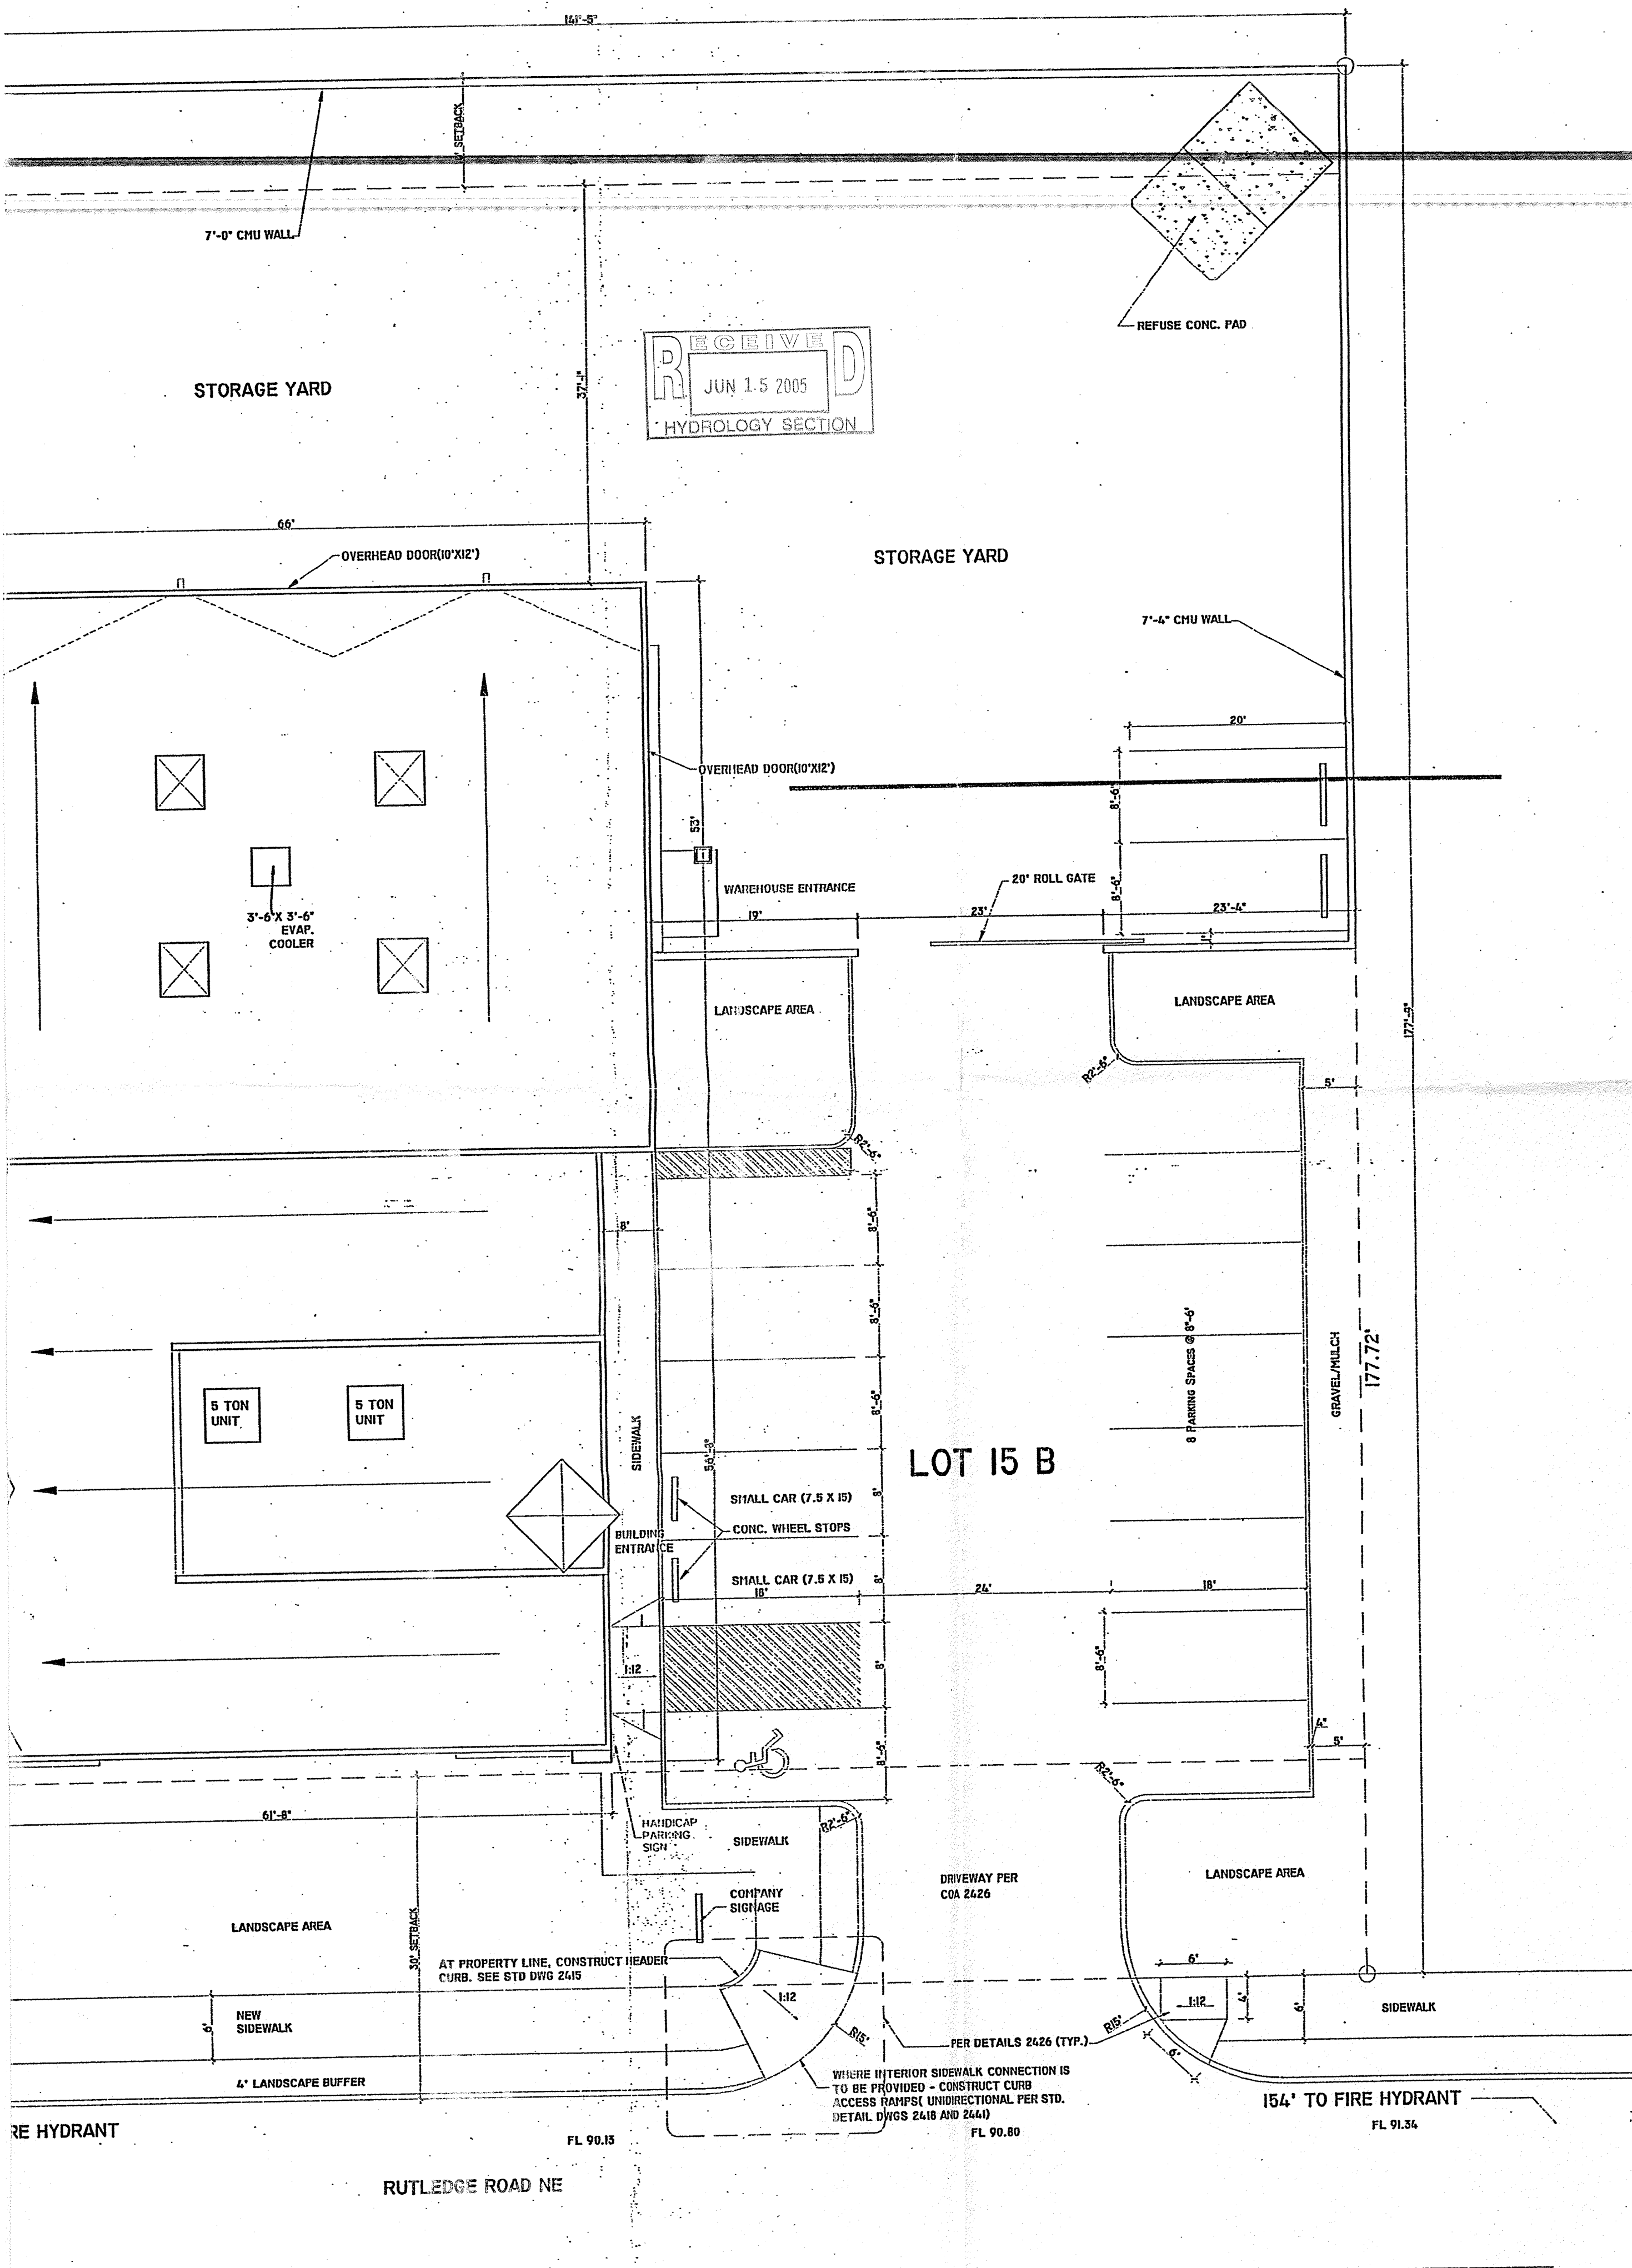 141'-5"
SETBACK
7'-0" CMU WALL
REFUSE CONC. PAD
RECEIVED
JUN 15 2005
HYDROLOGY SECTION
37'-1"
STORAGE YARD
66'
OVERHEAD DOOR(10'X12')
STORAGE YARD
7'-4" CMU WALL
20'
OVERHEAD DOOR(10'X12')
8'-6"
53'
3'-6"X 3'-6"
EVAP.
COOLER
WAREHOUSE ENTRANCE
20' ROLL GATE
8'-6"
19'
23'
23'-4"
1'
LANDSCAPE AREA
LANDSCAPE AREA
177'-9"
R2'-6"
5'
R2'-6"
8'
8'-6"
8'-6"
8'-6"
8 PARKING SPACES @ 8'-6'
GRAVEL/MULCH
177.72'
5 TON
UNIT
5 TON
UNIT
SIDEWALK
56'-8"
LOT 15 B
SMALL CAR (7.5 X 15)
8'
CONC. WHEEL STOPS
BUILDING
ENTRANCE
SMALL CAR (7.5 X 15)
8'
18'
24'
18'
1:12
8'
8'-6"
8'-6"
4"
5'
R2'-6"
61'-8"
HANDICAP
PARKING
SIGN
SIDEWALK
R2'-6"
DRIVEWAY PER
COA 2426
LANDSCAPE AREA
COMPANY
SIGNAGE
LANDSCAPE AREA
30' SETBACK
AT PROPERTY LINE, CONSTRUCT HEADER
CURB. SEE STD DWG 2415
6'
1:12
1:12
4'
6'
SIDEWALK
NEW
SIDEWALK
6'
R15'
R15'
PER DETAILS 2426 (TYP.)
6'
4' LANDSCAPE BUFFER
WHERE INTERIOR SIDEWALK CONNECTION IS
TO BE PROVIDED - CONSTRUCT CURB
ACCESS RAMPS( UNIDIRECTIONAL PER STD.
DETAIL DWGS 2418 AND 2441)
154' TO FIRE HYDRANT
RE HYDRANT
FL 90.13
FL 90.80
FL 91.34
RUTLEDGE ROAD NE